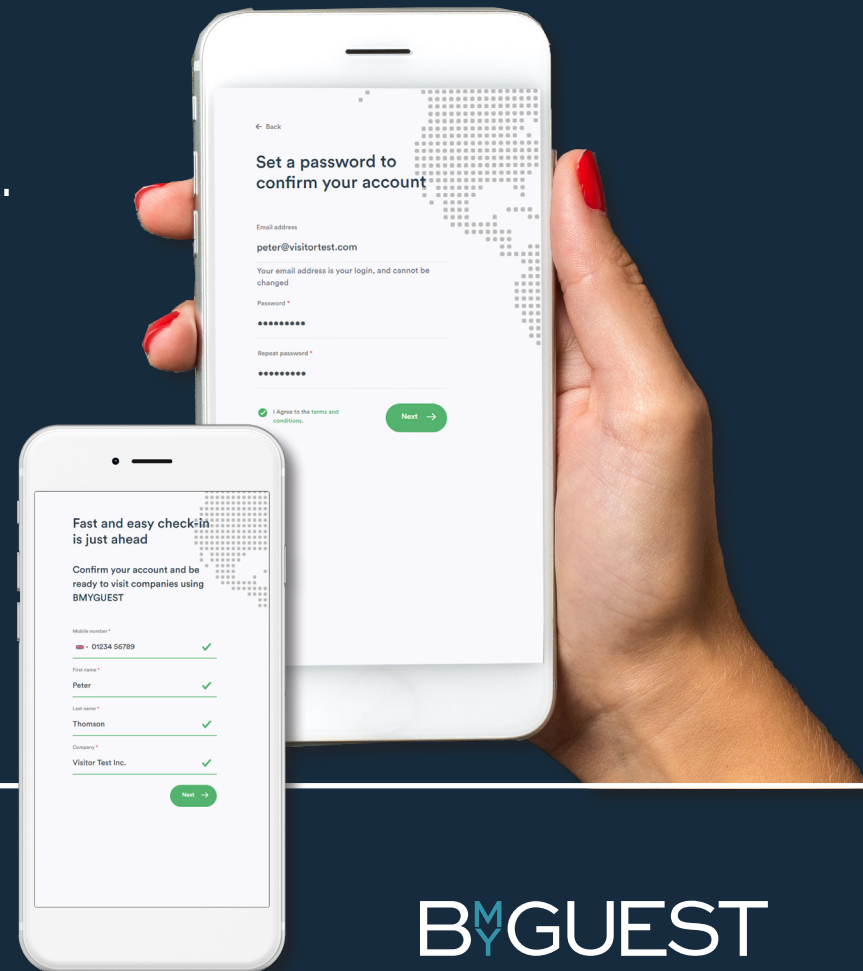 .
← Back
Set a password to
confirm your account
Email address
peter@visitortest.com
Your email address is your login, and cannot be
changed
Password *
•••••••••
Repeat password *
•••••••••
I Agree to the terms and
conditions.
Next →
Fast and easy check-in
is just ahead
Confirm your account and be
ready to visit companies using
BMYGUEST
Mobile number *
01234 56789
First name *
Peter
Last name *
Thomson
Company *
Visitor Test Inc.
Next →
BMYGUEST